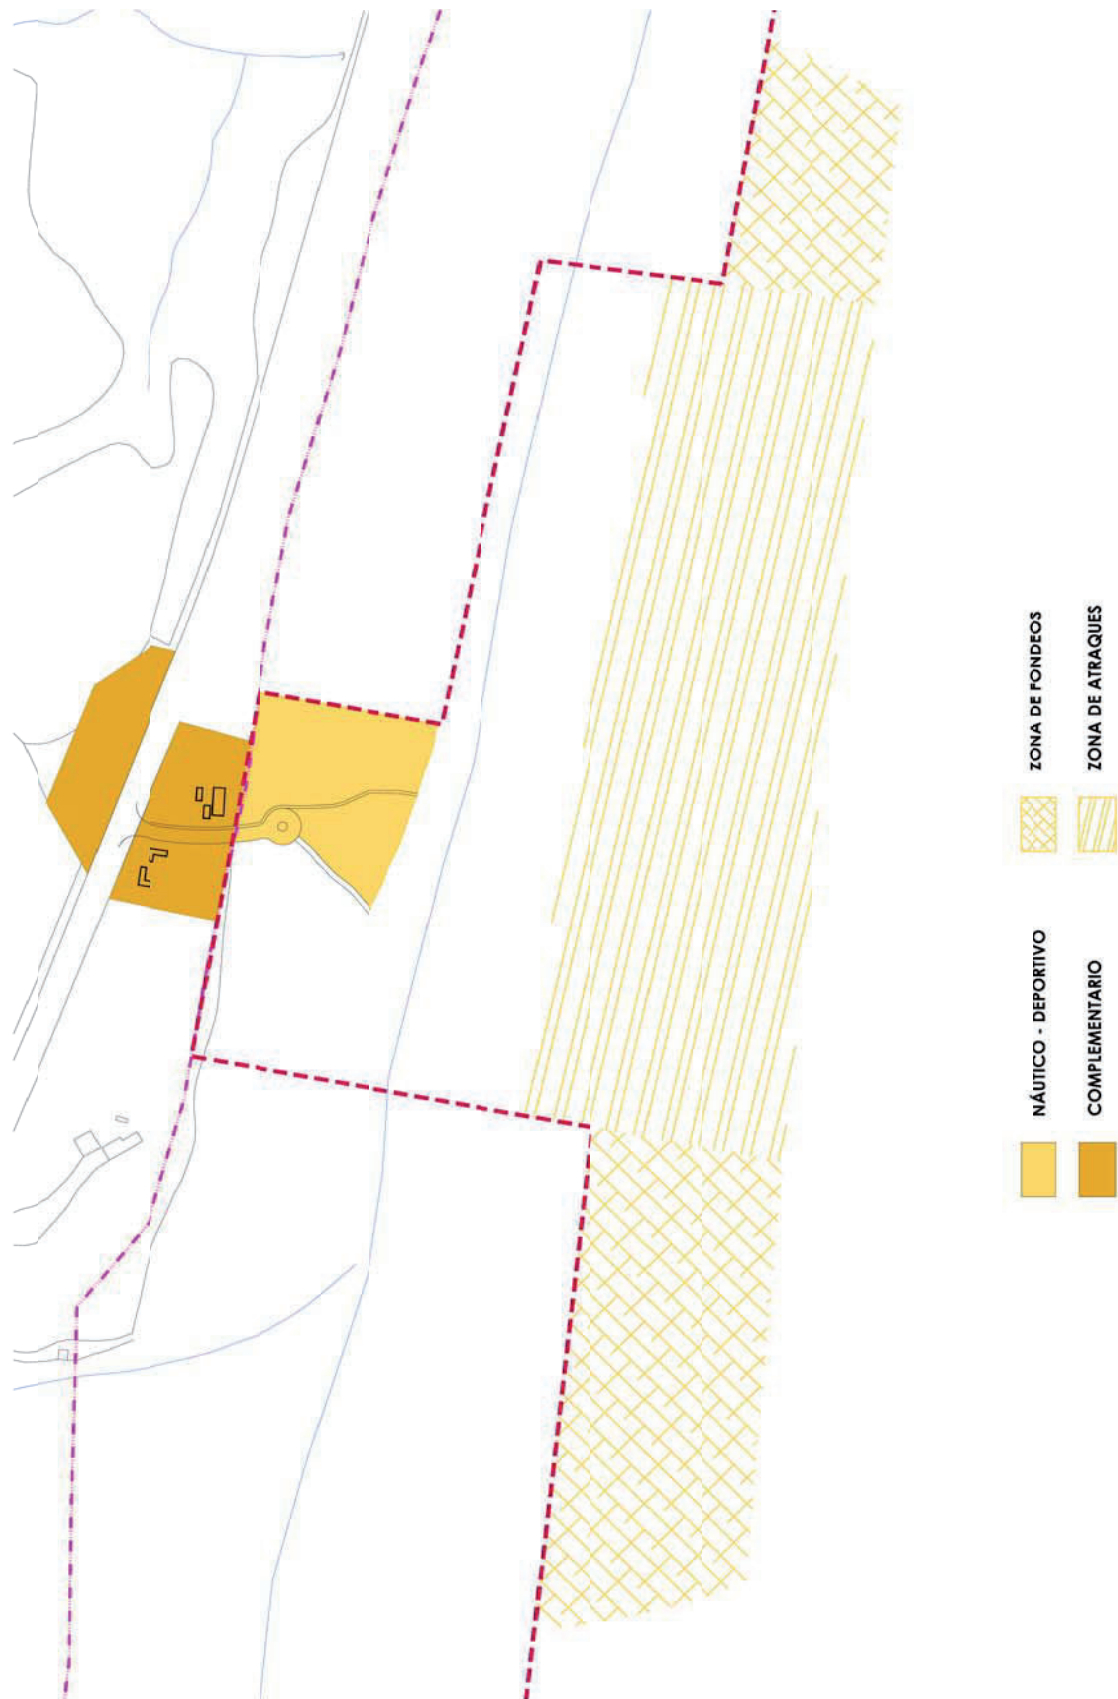 NÁUTICO - DEPORTIVO
COMPLEMENTARIO
ZONA DE FONDEOS
ZONA DE ATRAQUES